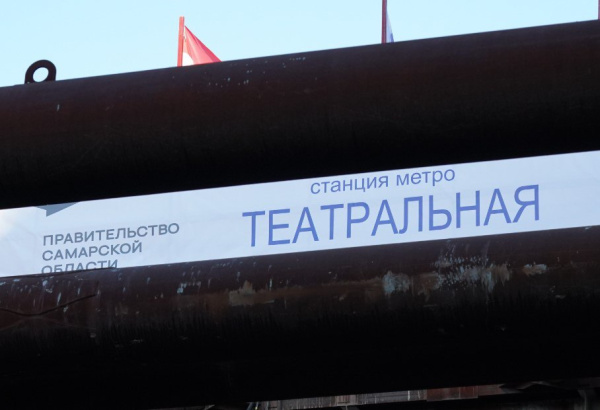 станция метро
ТЕАТРАЛЬНАЯ
ПРАВИТЕЛЬСТВО
САМАРСКОЙ
ОБЛАСТИ